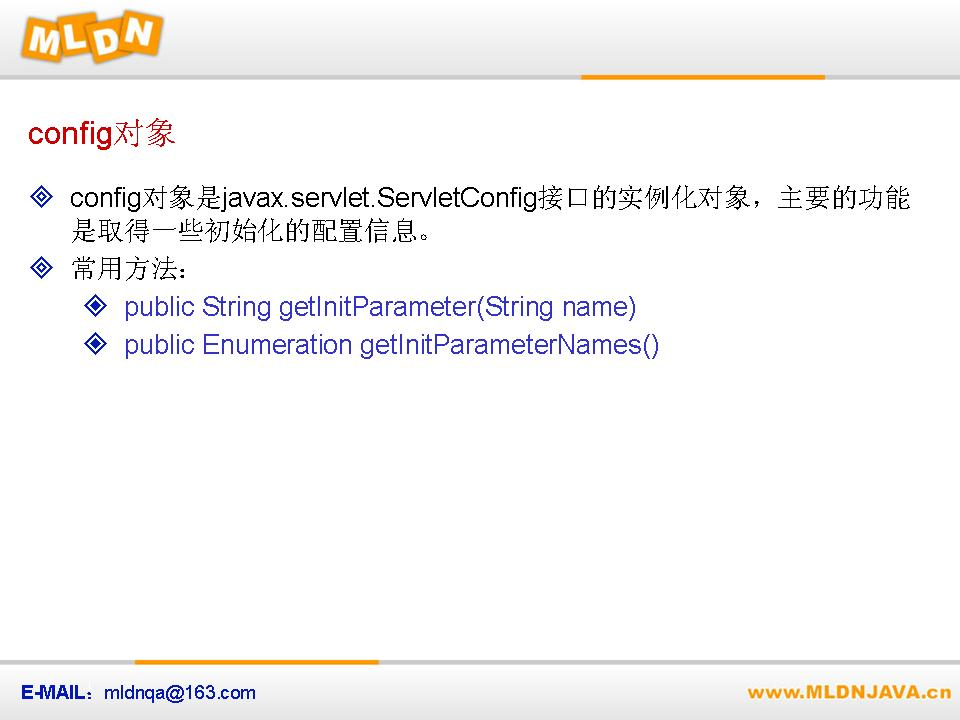 MLDN
config对象
config对象是javax.servlet.ServletConfig接口的实例化对象，主要的功能
是取得一些初始化的配置信息。
常用方法：
public String getInitParameter(String name)
public Enumeration getInitParameterNames()
E-MAIL：mldnqa@163.com
www.MLDNJAVA.cn